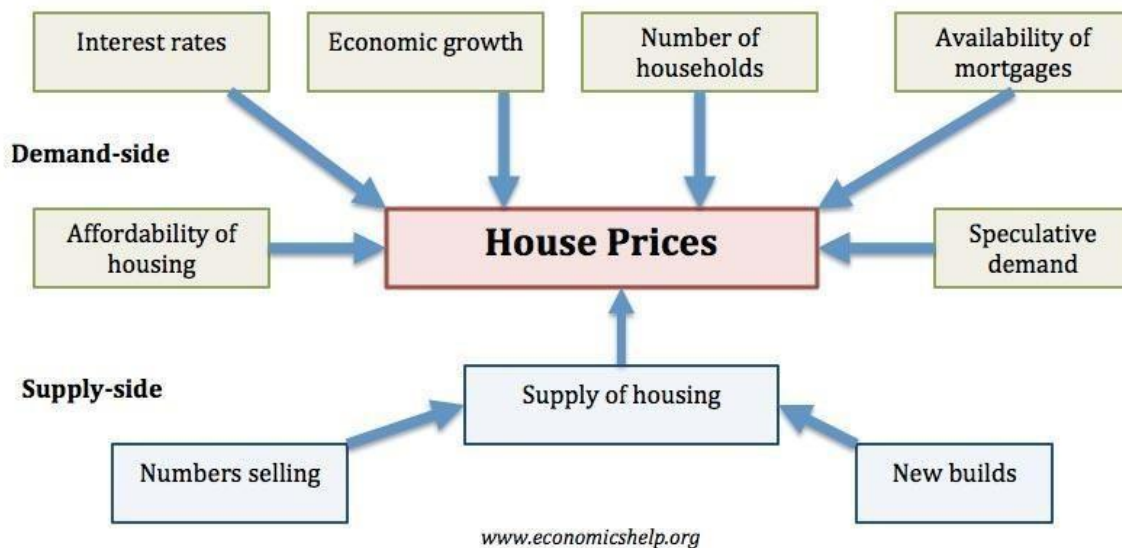 Interest rates
Economic growth
Number of
households
Availability of
mortgages
Demand-side
Affordability of
housing
House Prices
Speculative
demand
Supply-side
Supply of housing
Numbers selling
New builds
www.economicshelp.org